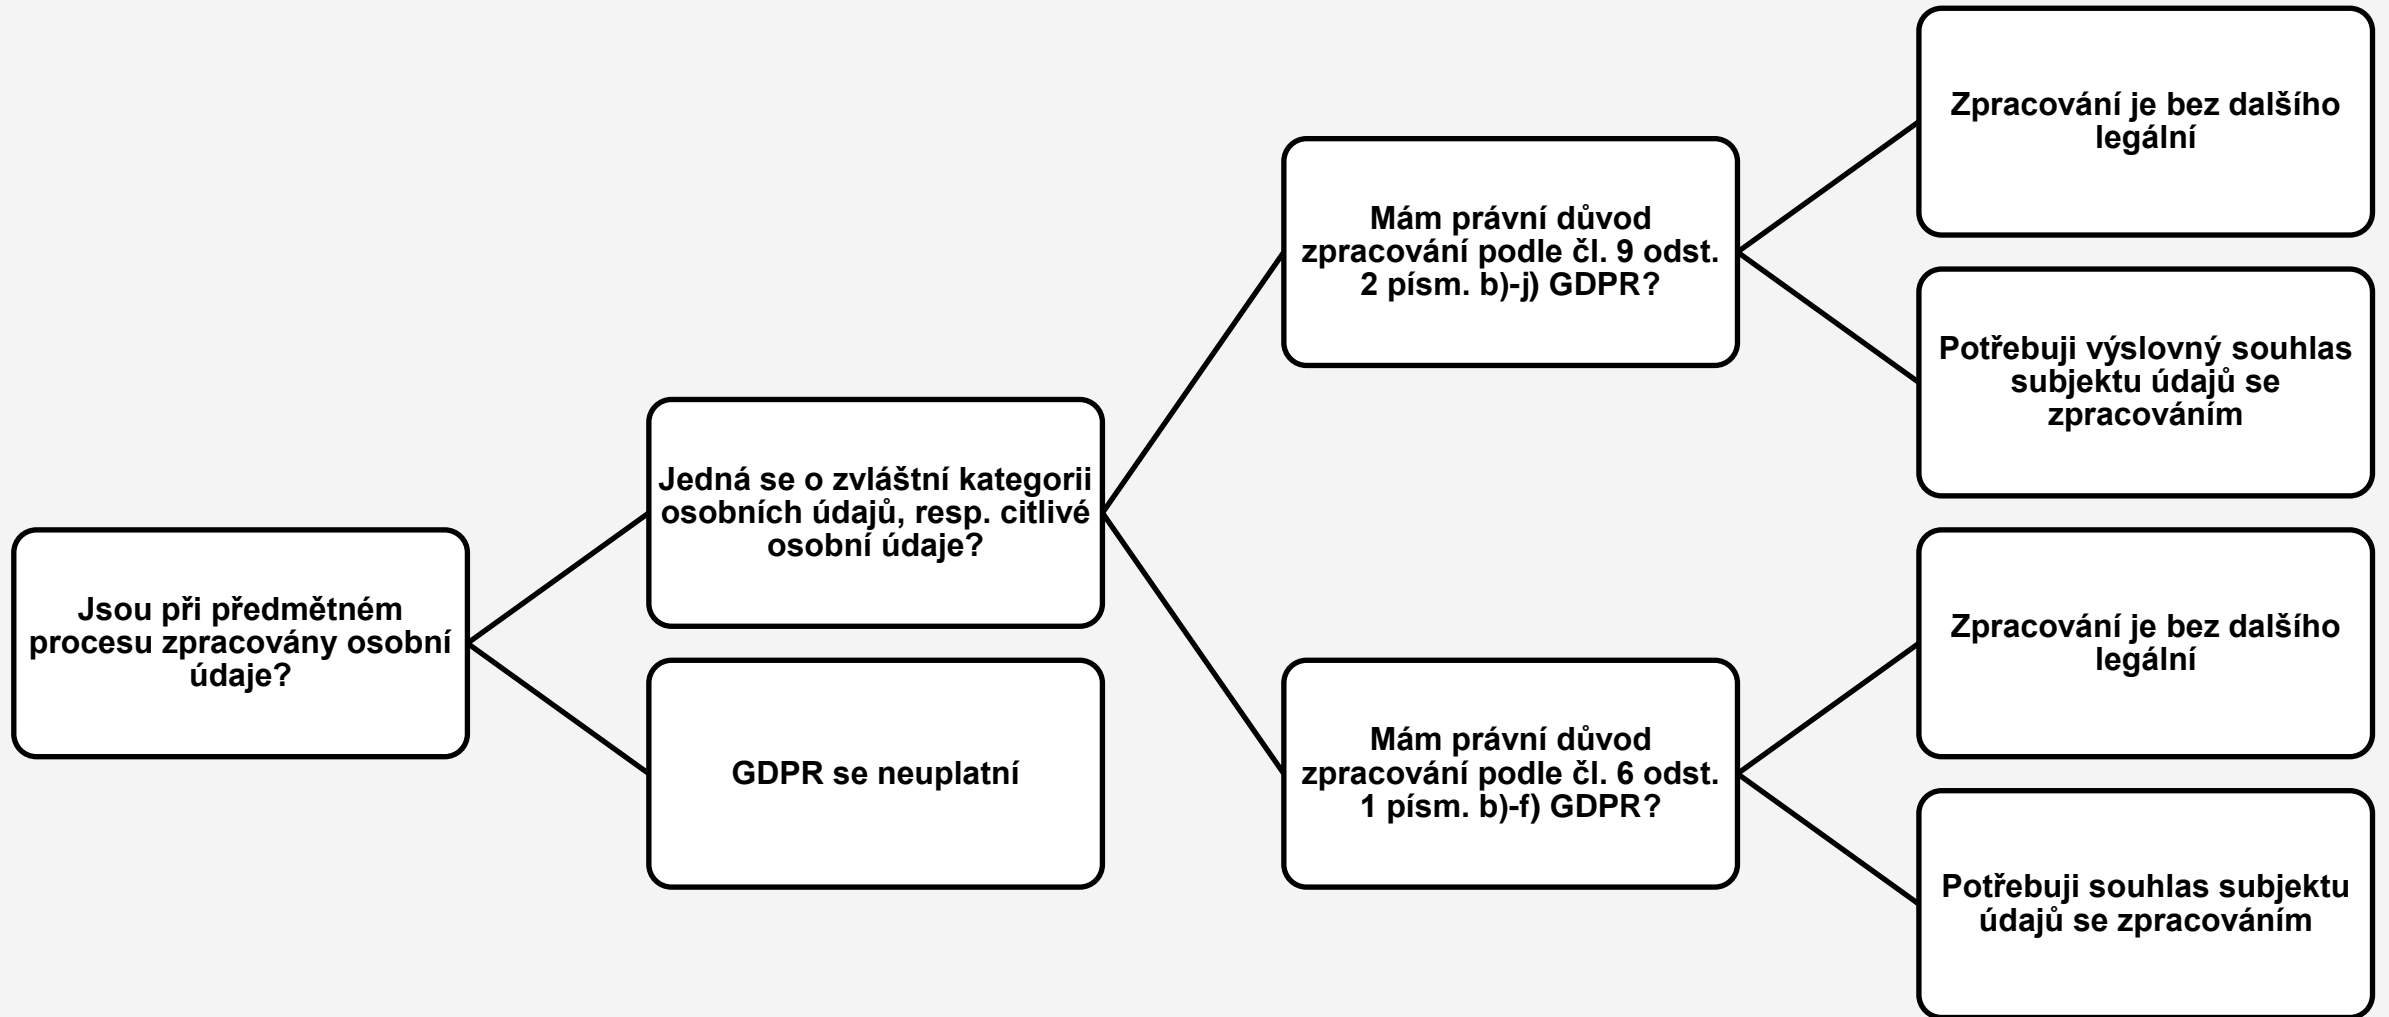 Jsou při předmětném
procesu zpracovány osobní
údaje?
Jedná se o zvláštní kategorii
osobních údajů, resp. citlivé
osobní údaje?
GDPR se neuplatní
Mám právní důvod
zpracování podle čl. 9 odst.
2 písm. b)-j) GDPR?
Zpracování je bez dalšího
legální
Potřebuji výslovný souhlas
subjektu údajů se
zpracováním
Mám právní důvod
zpracování podle čl. 6 odst.
1 písm. b)-f) GDPR?
Zpracování je bez dalšího
legální
Potřebuji souhlas subjektu
údajů se zpracováním